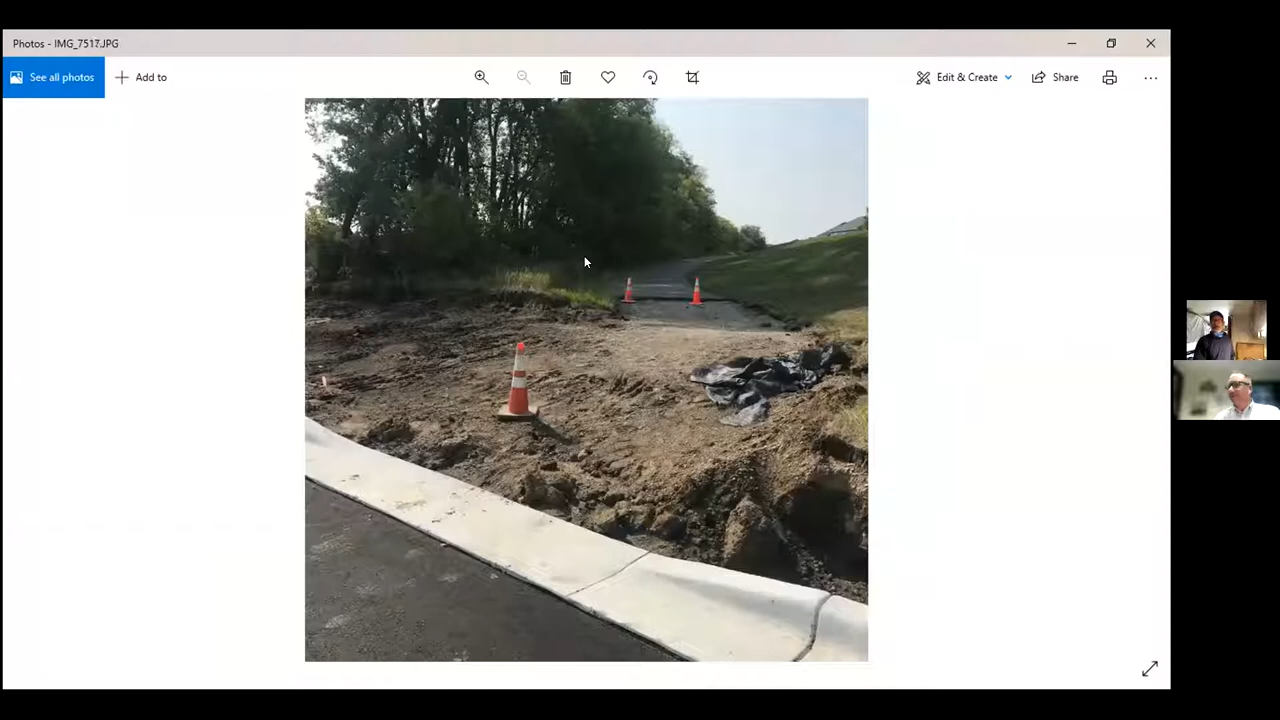 Photos - IMG_7517.JPG
See all photos
Add to
Edit & Create
Share